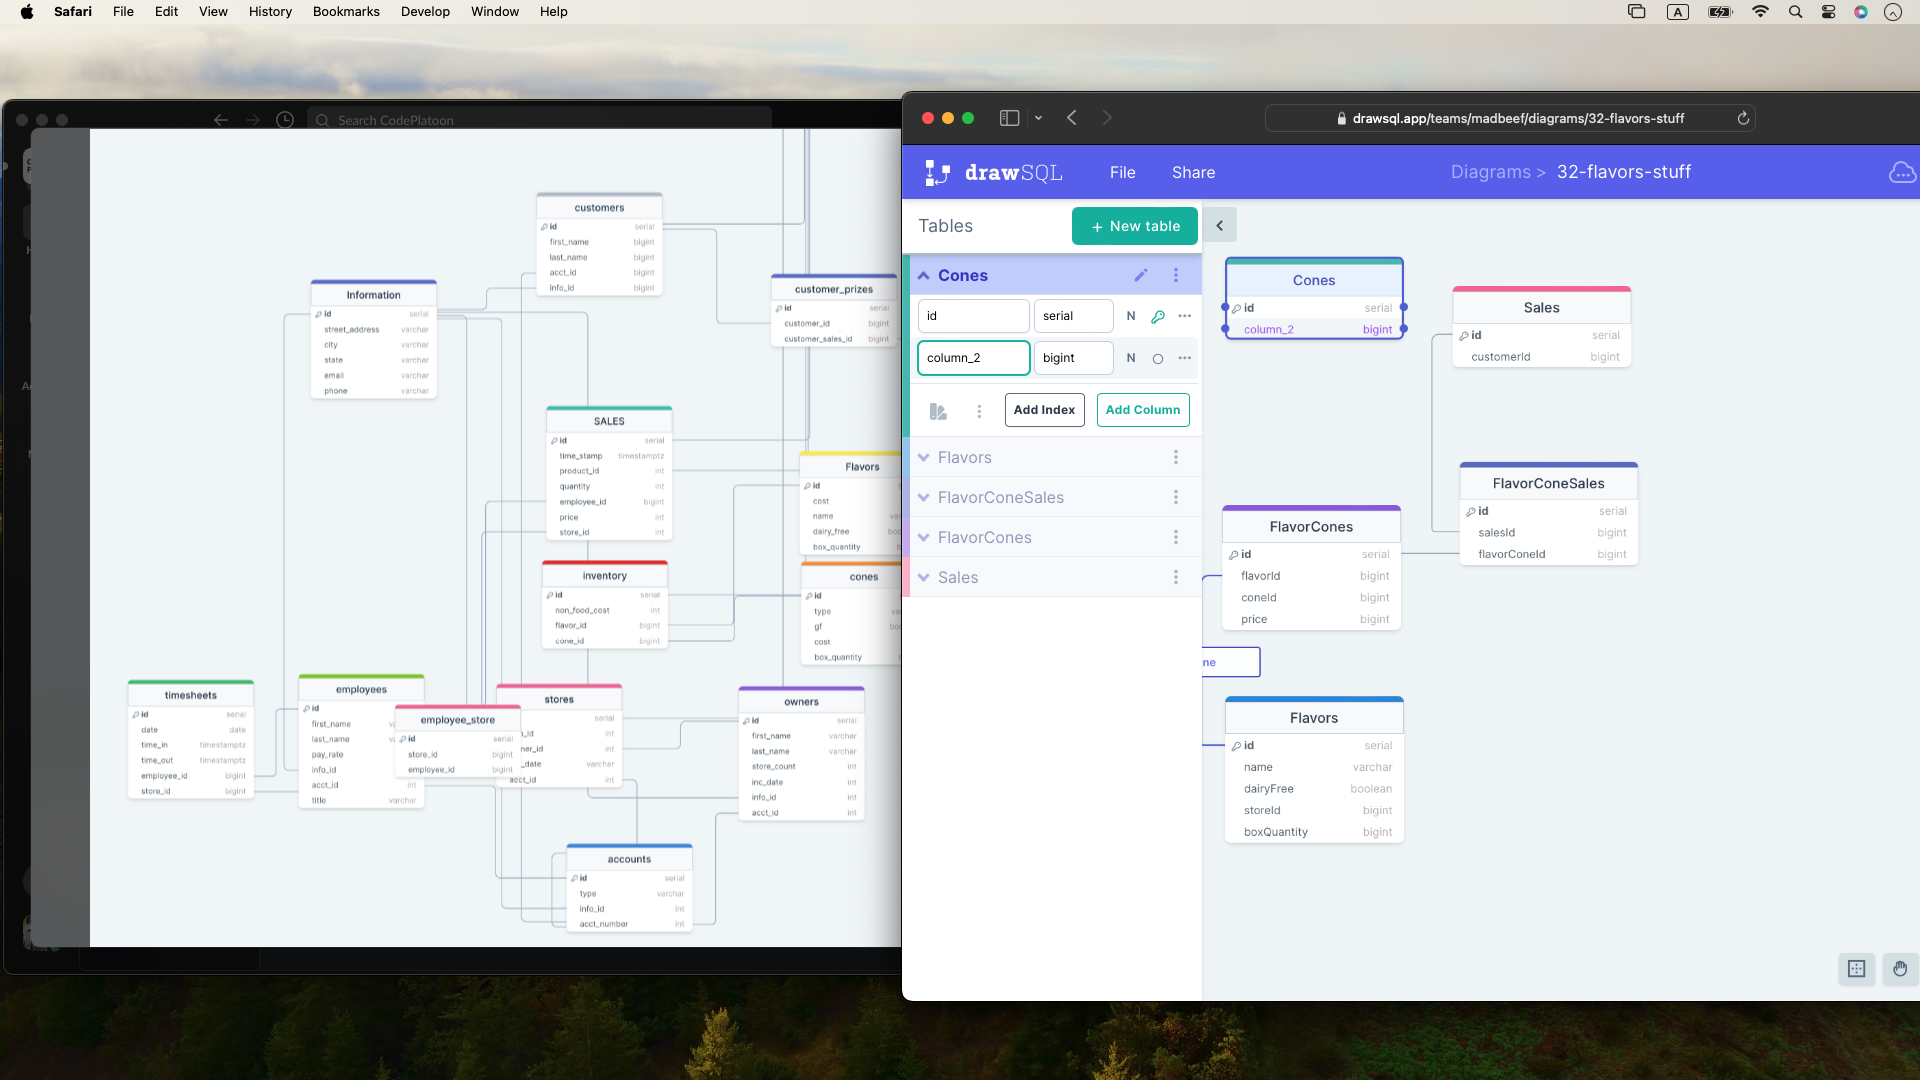 Safari File Edit View History Bookmarks Develop Window Help
A
Search CodePlatoon
customers
id serial
first_name bigint
last_name bigint
acct_id bigint
info_id bigint
Information
id serial
street_address varchar
city varchar
state varchar
email varchar
phone varchar
customer_prizes
id serial
customer_id bigint
customer_sales_id bigint
SALES
id serial
time_stamp timestamptz
product_id int
quantity int
employee_id bigint
price int
store_id int
Flavors
id
cost
name
dairy_free
box_quantity
inventory
id serial
non_food_cost int
flavor_id bigint
cone_id bigint
cones
id
type
gf
cost
box_quantity
timesheets
id serial
date date
time_in timestamptz
time_out timestamptz
employee_id bigint
store_id bigint
employees
id
first_name
last_name
pay_rate
info_id
acct_id int
title varchar
employee_store
id serial
store_id bigint
employee_id bigint
stores
serial
int
int
_date varchar
acct_id int
owners
id serial
first_name varchar
last_name varchar
store_count int
inc_date int
info_id int
acct_id int
accounts
id serial
type varchar
info_id int
acct_number int
drawsql.app/teams/madbeef/diagrams/32-flavors-stuff
drawSQL File Share Diagrams > 32-flavors-stuff
Tables + New table
Cones
id serial N
column_2 bigint N
Add Index Add Column
Flavors
FlavorConeSales
FlavorCones
Sales
Cones
id serial
column_2 bigint
Sales
id serial
customerId bigint
FlavorConeSales
id serial
salesId bigint
flavorConeId bigint
FlavorCones
id serial
flavorId bigint
coneId bigint
price bigint
ne
Flavors
id serial
name varchar
dairyFree boolean
storeId bigint
boxQuantity bigint